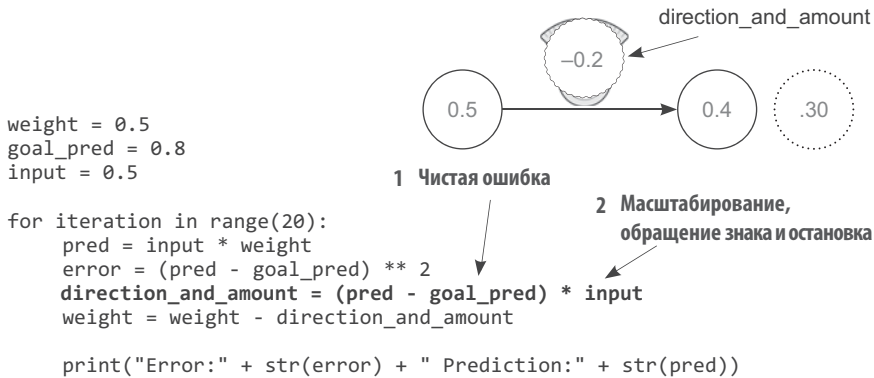 direction_and_amount
–0.2
0.5
0.4
.30
weight = 0.5
goal_pred = 0.8
input = 0.5
1 Чистая ошибка
2 Масштабирование,
обращение знака и остановка
for iteration in range(20):
pred = input * weight
error = (pred - goal_pred) ** 2
direction_and_amount = (pred - goal_pred) * input
weight = weight - direction_and_amount
print("Error:" + str(error) + " Prediction:" + str(pred))